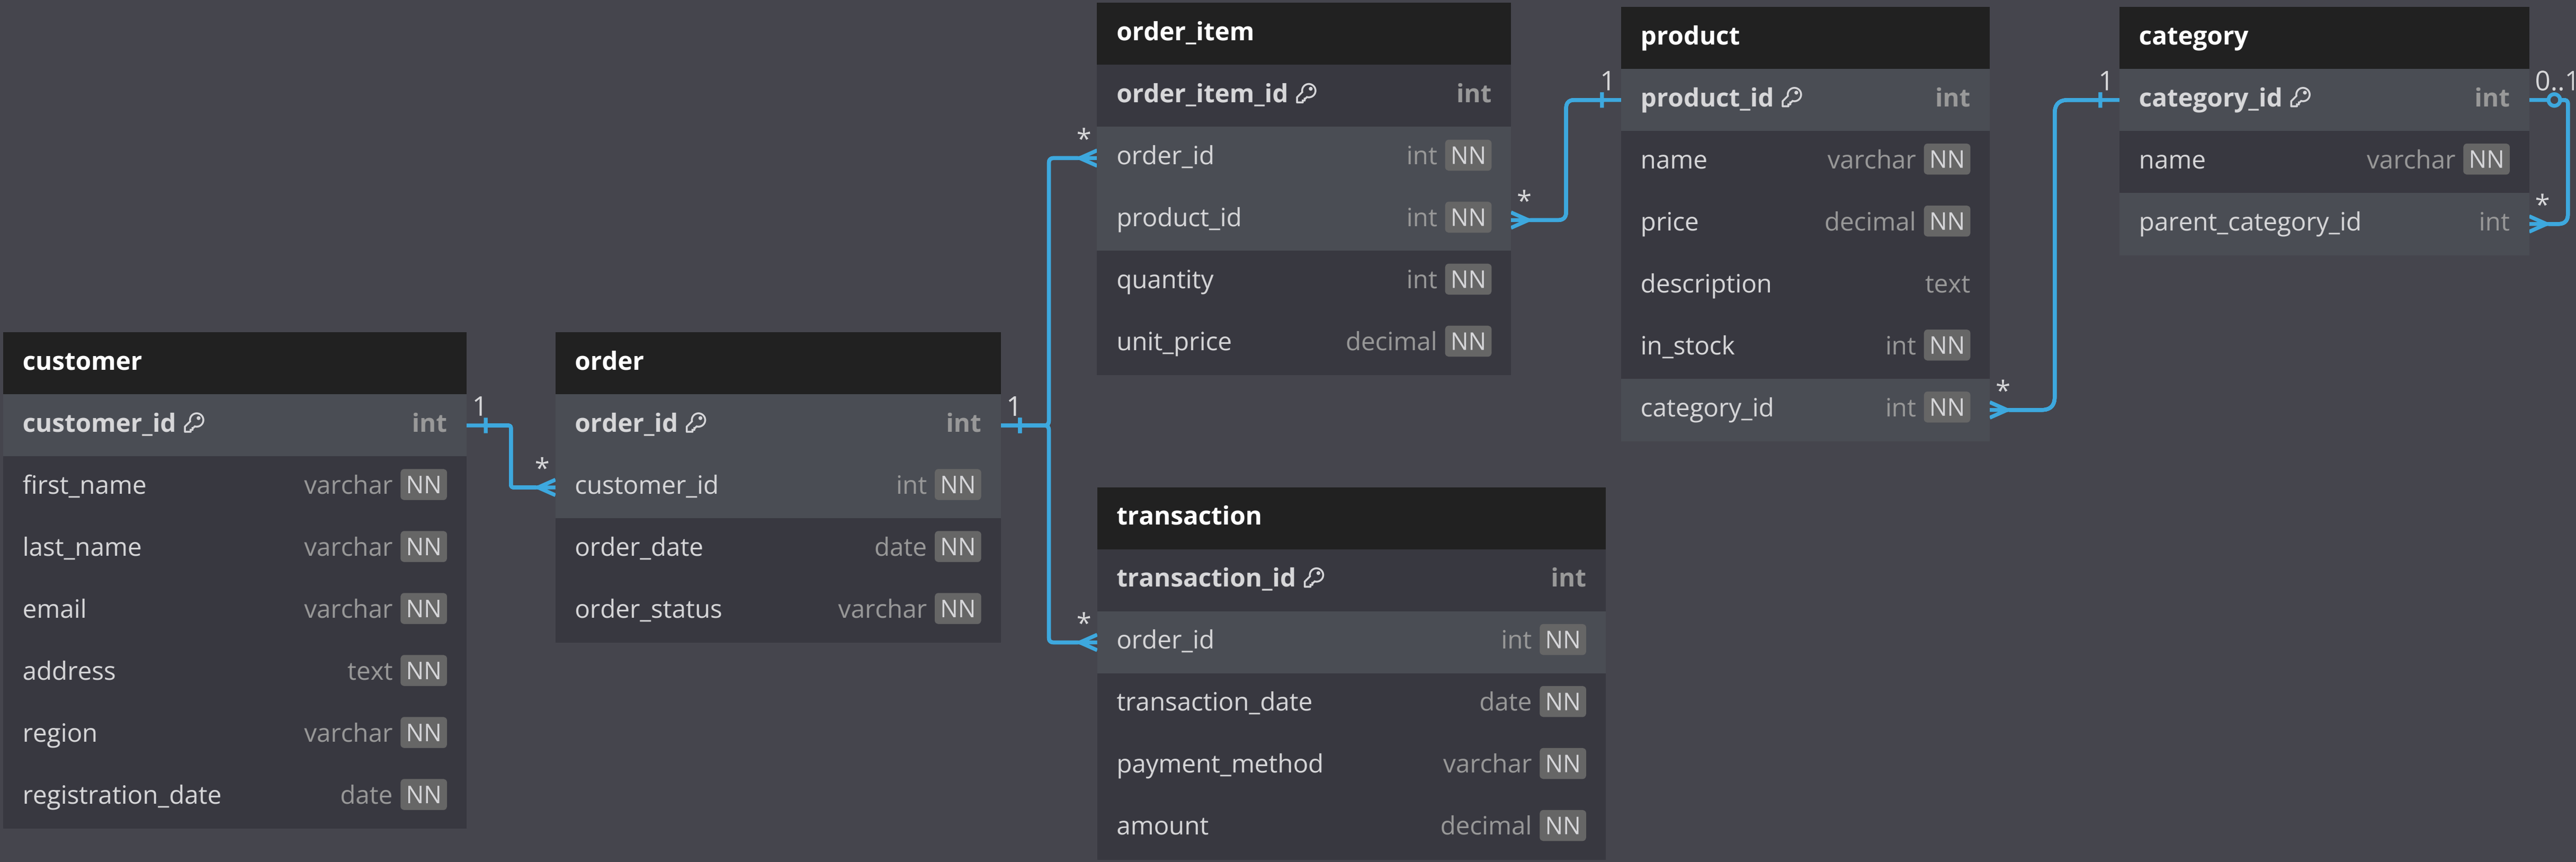 customer
customer_id int
first_name varchar NN
last_name varchar NN
email varchar NN
address text NN
region varchar NN
registration_date date NN
1
*
order
order_id int
customer_id int NN
order_date date NN
order_status varchar NN
1
*
*
order_item
order_item_id int
order_id int NN
product_id int NN
quantity int NN
unit_price decimal NN
*
1
transaction
transaction_id int
order_id int NN
transaction_date date NN
payment_method varchar NN
amount decimal NN
product
product_id int
name varchar NN
price decimal NN
description text
in_stock int NN
category_id int NN
*
1
category
category_id int
name varchar NN
parent_category_id int
0..1
*